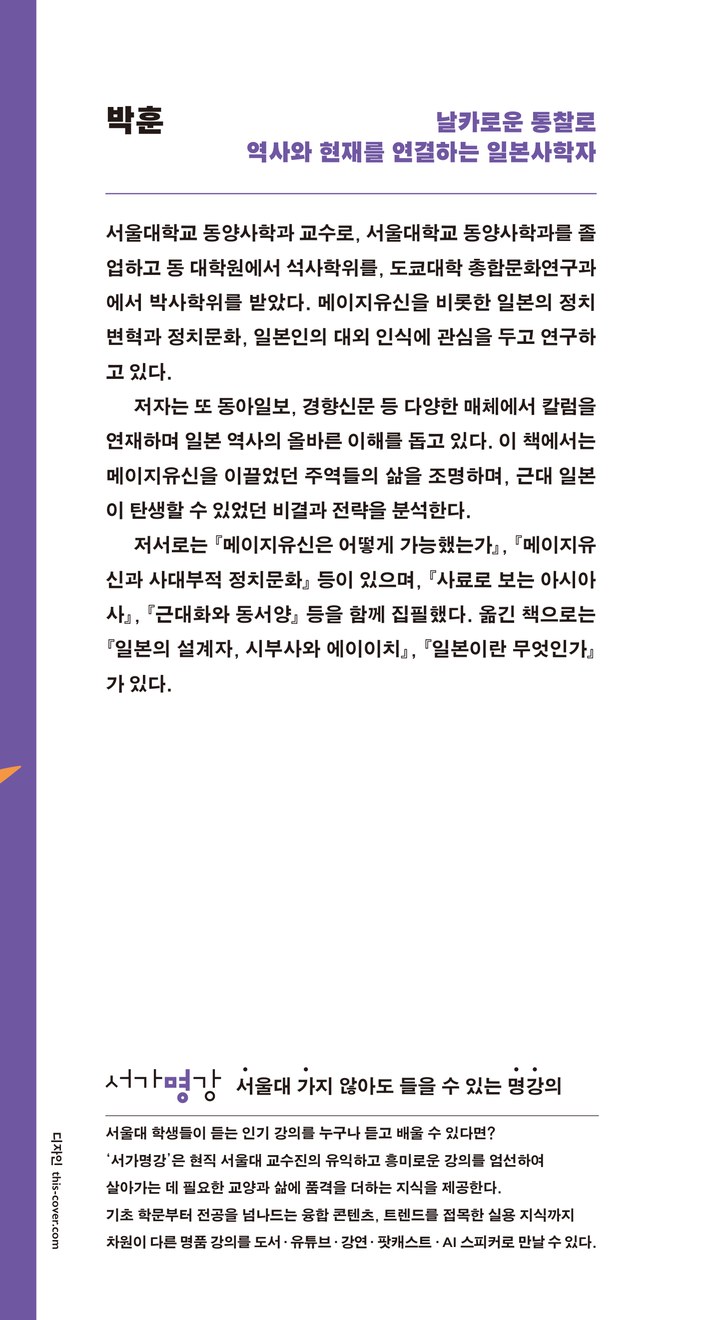 박훈
날카로운 통찰로
역사와 현재를 연결하는 일본사학자
서울대학교 동양사학과 교수로, 서울대학교 동양사학과를 졸
업하고 동 대학원에서 석사학위를, 도쿄대학 총합문화연구과
에서 박사학위를 받았다. 메이지유신을 비롯한 일본의 정치
변혁과 정치문화, 일본인의 대외 인식에 관심을 두고 연구하
고 있다.
저자는 또 동아일보, 경향신문 등 다양한 매체에서 칼럼을
연재하며 일본 역사의 올바른 이해를 돕고 있다. 이 책에서는
메이지유신을 이끌었던 주역들의 삶을 조명하며, 근대 일본
이 탄생할 수 있었던 비결과 전략을 분석한다.
저서로는 『메이지유신은 어떻게 가능했는가』, 『메이지유
신과 사대부적 정치문화』 등이 있으며, 『사료로 보는 아시아
사』, 『근대화와 동서양』 등을 함께 집필했다. 옮긴 책으로는
『일본의 설계자, 시부사와 에이이치』, 『일본이란 무엇인가』
가 있다.
서가명강 서울대 가지 않아도 들을 수 있는 명강의
서울대 학생들이 듣는 인기 강의를 누구나 듣고 배울 수 있다면?
‘서가명강’은 현직 서울대 교수진의 유익하고 흥미로운 강의를 엄선하여
살아가는 데 필요한 교양과 삶에 품격을 더하는 지식을 제공한다.
기초 학문부터 전공을 넘나드는 융합 콘텐츠, 트렌드를 접목한 실용 지식까지
차원이 다른 명품 강의를 도서 · 유튜브 · 강연 · 팟캐스트 · AI 스피커로 만날 수 있다.
디자인 this-cover.com